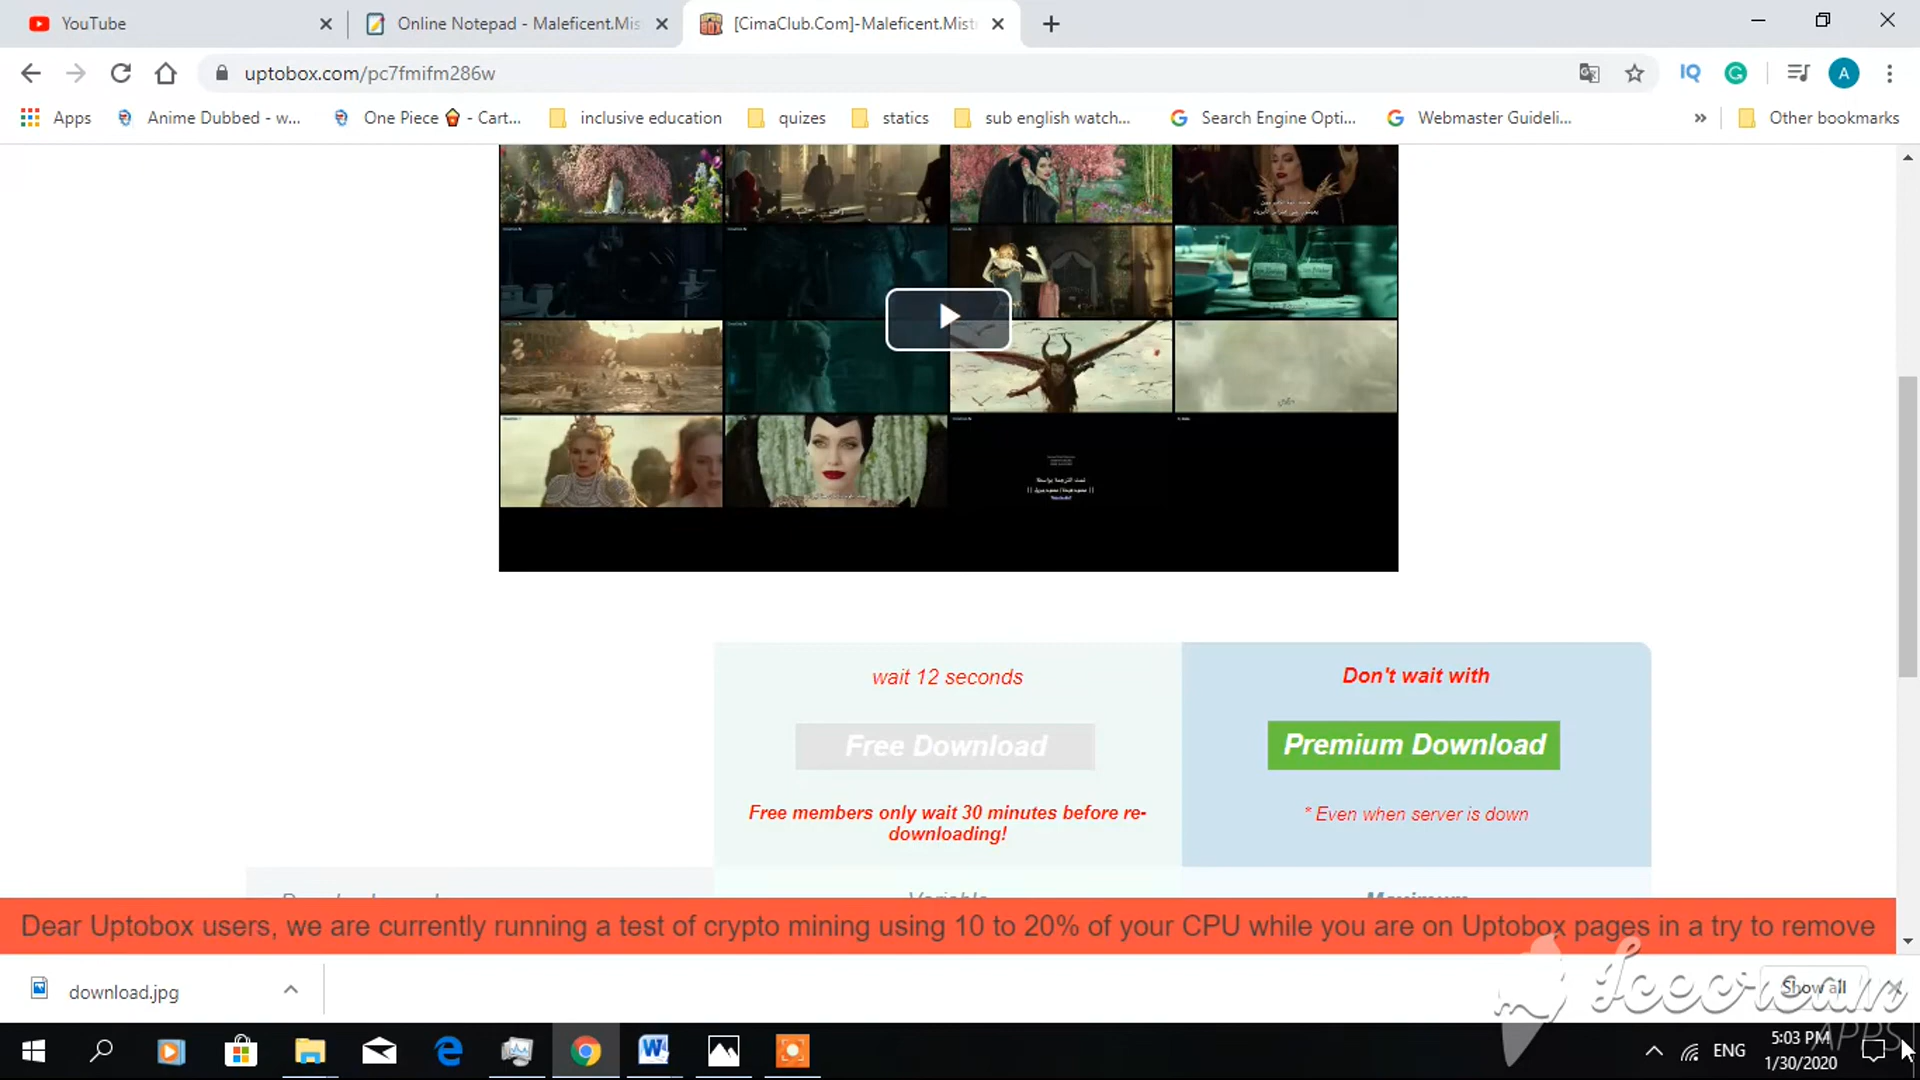 YouTube
Online Notepad - Maleficent.Mis
[CimaClub.Com]-Maleficent.Mist
uptobox.com/pc7fmifm286w
Apps
Anime Dubbed - w...
One Piece 🍿 - Cart...
inclusive education
quizes
statics
sub english watch...
Search Engine Opti...
Webmaster Guideli...
»
Other bookmarks
wait 12 seconds
Don't wait with
Free Download
Premium Download
Free members only wait 30 minutes before re-
downloading!
* Even when server is down
Variable
Maximum
Dear Uptobox users, we are currently running a test of crypto mining using 10 to 20% of your CPU while you are on Uptobox pages in a try to remove
download.jpg
Show all
Icecream
APPS
ENG
5:03 PM
1/30/2020